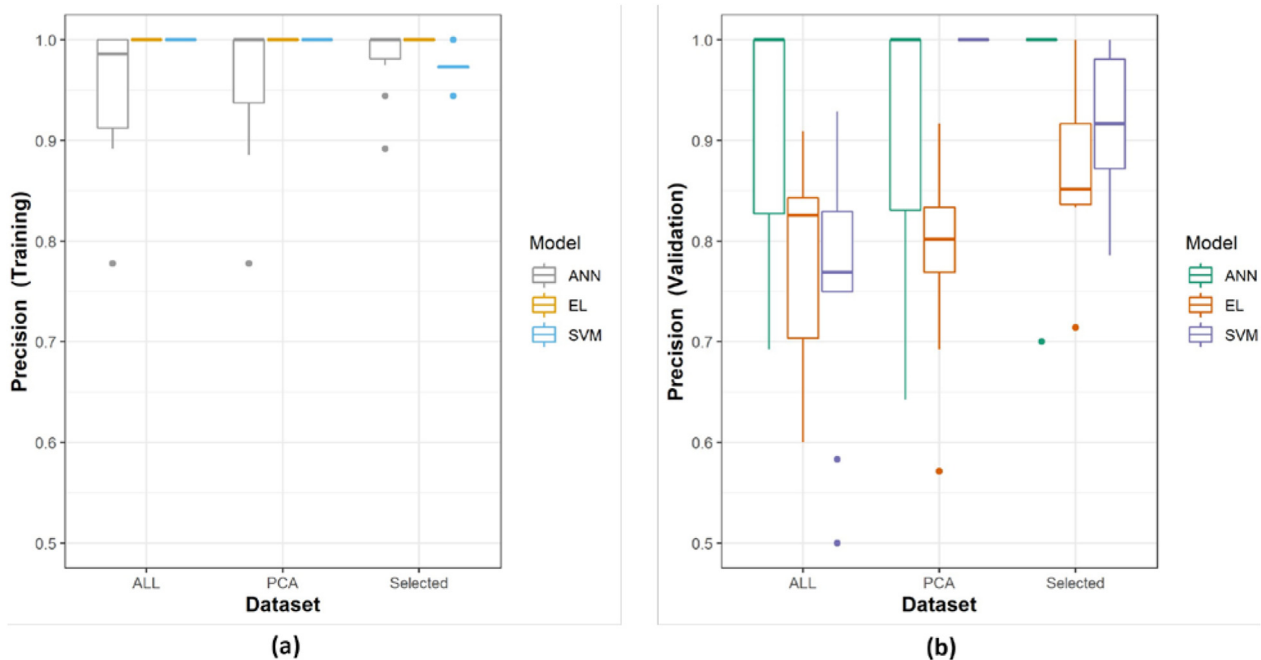 1.0
0.9
0.8
0.7
0.6
0.5
Precision (Training)
ALL
PCA
Selected
Dataset
Model
ANN
EL
SVM
(a)
1.0
0.9
0.8
0.7
0.6
0.5
Precision (Validation)
ALL
PCA
Selected
Dataset
Model
ANN
EL
SVM
(b)